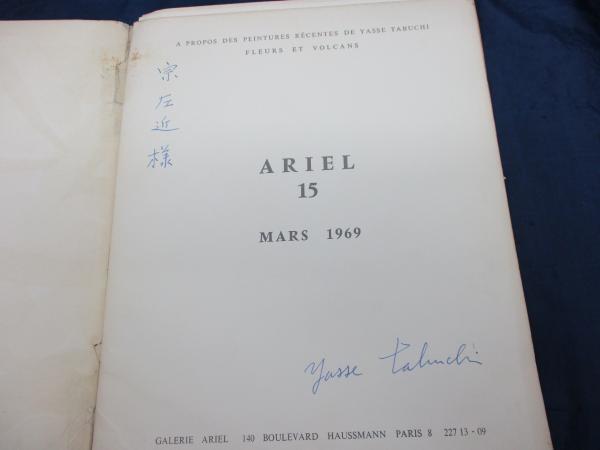 A PROPOS DES PEINTURES RÉCENTES DE YASSE TABUCHI
FLEURS ET VOLCANS
宗左近様
ARIEL
15
MARS 1969
Yasse Tabuchi
GALERIE ARIEL 140 BOULEVARD HAUSSMANN PARIS 8 227 13-09